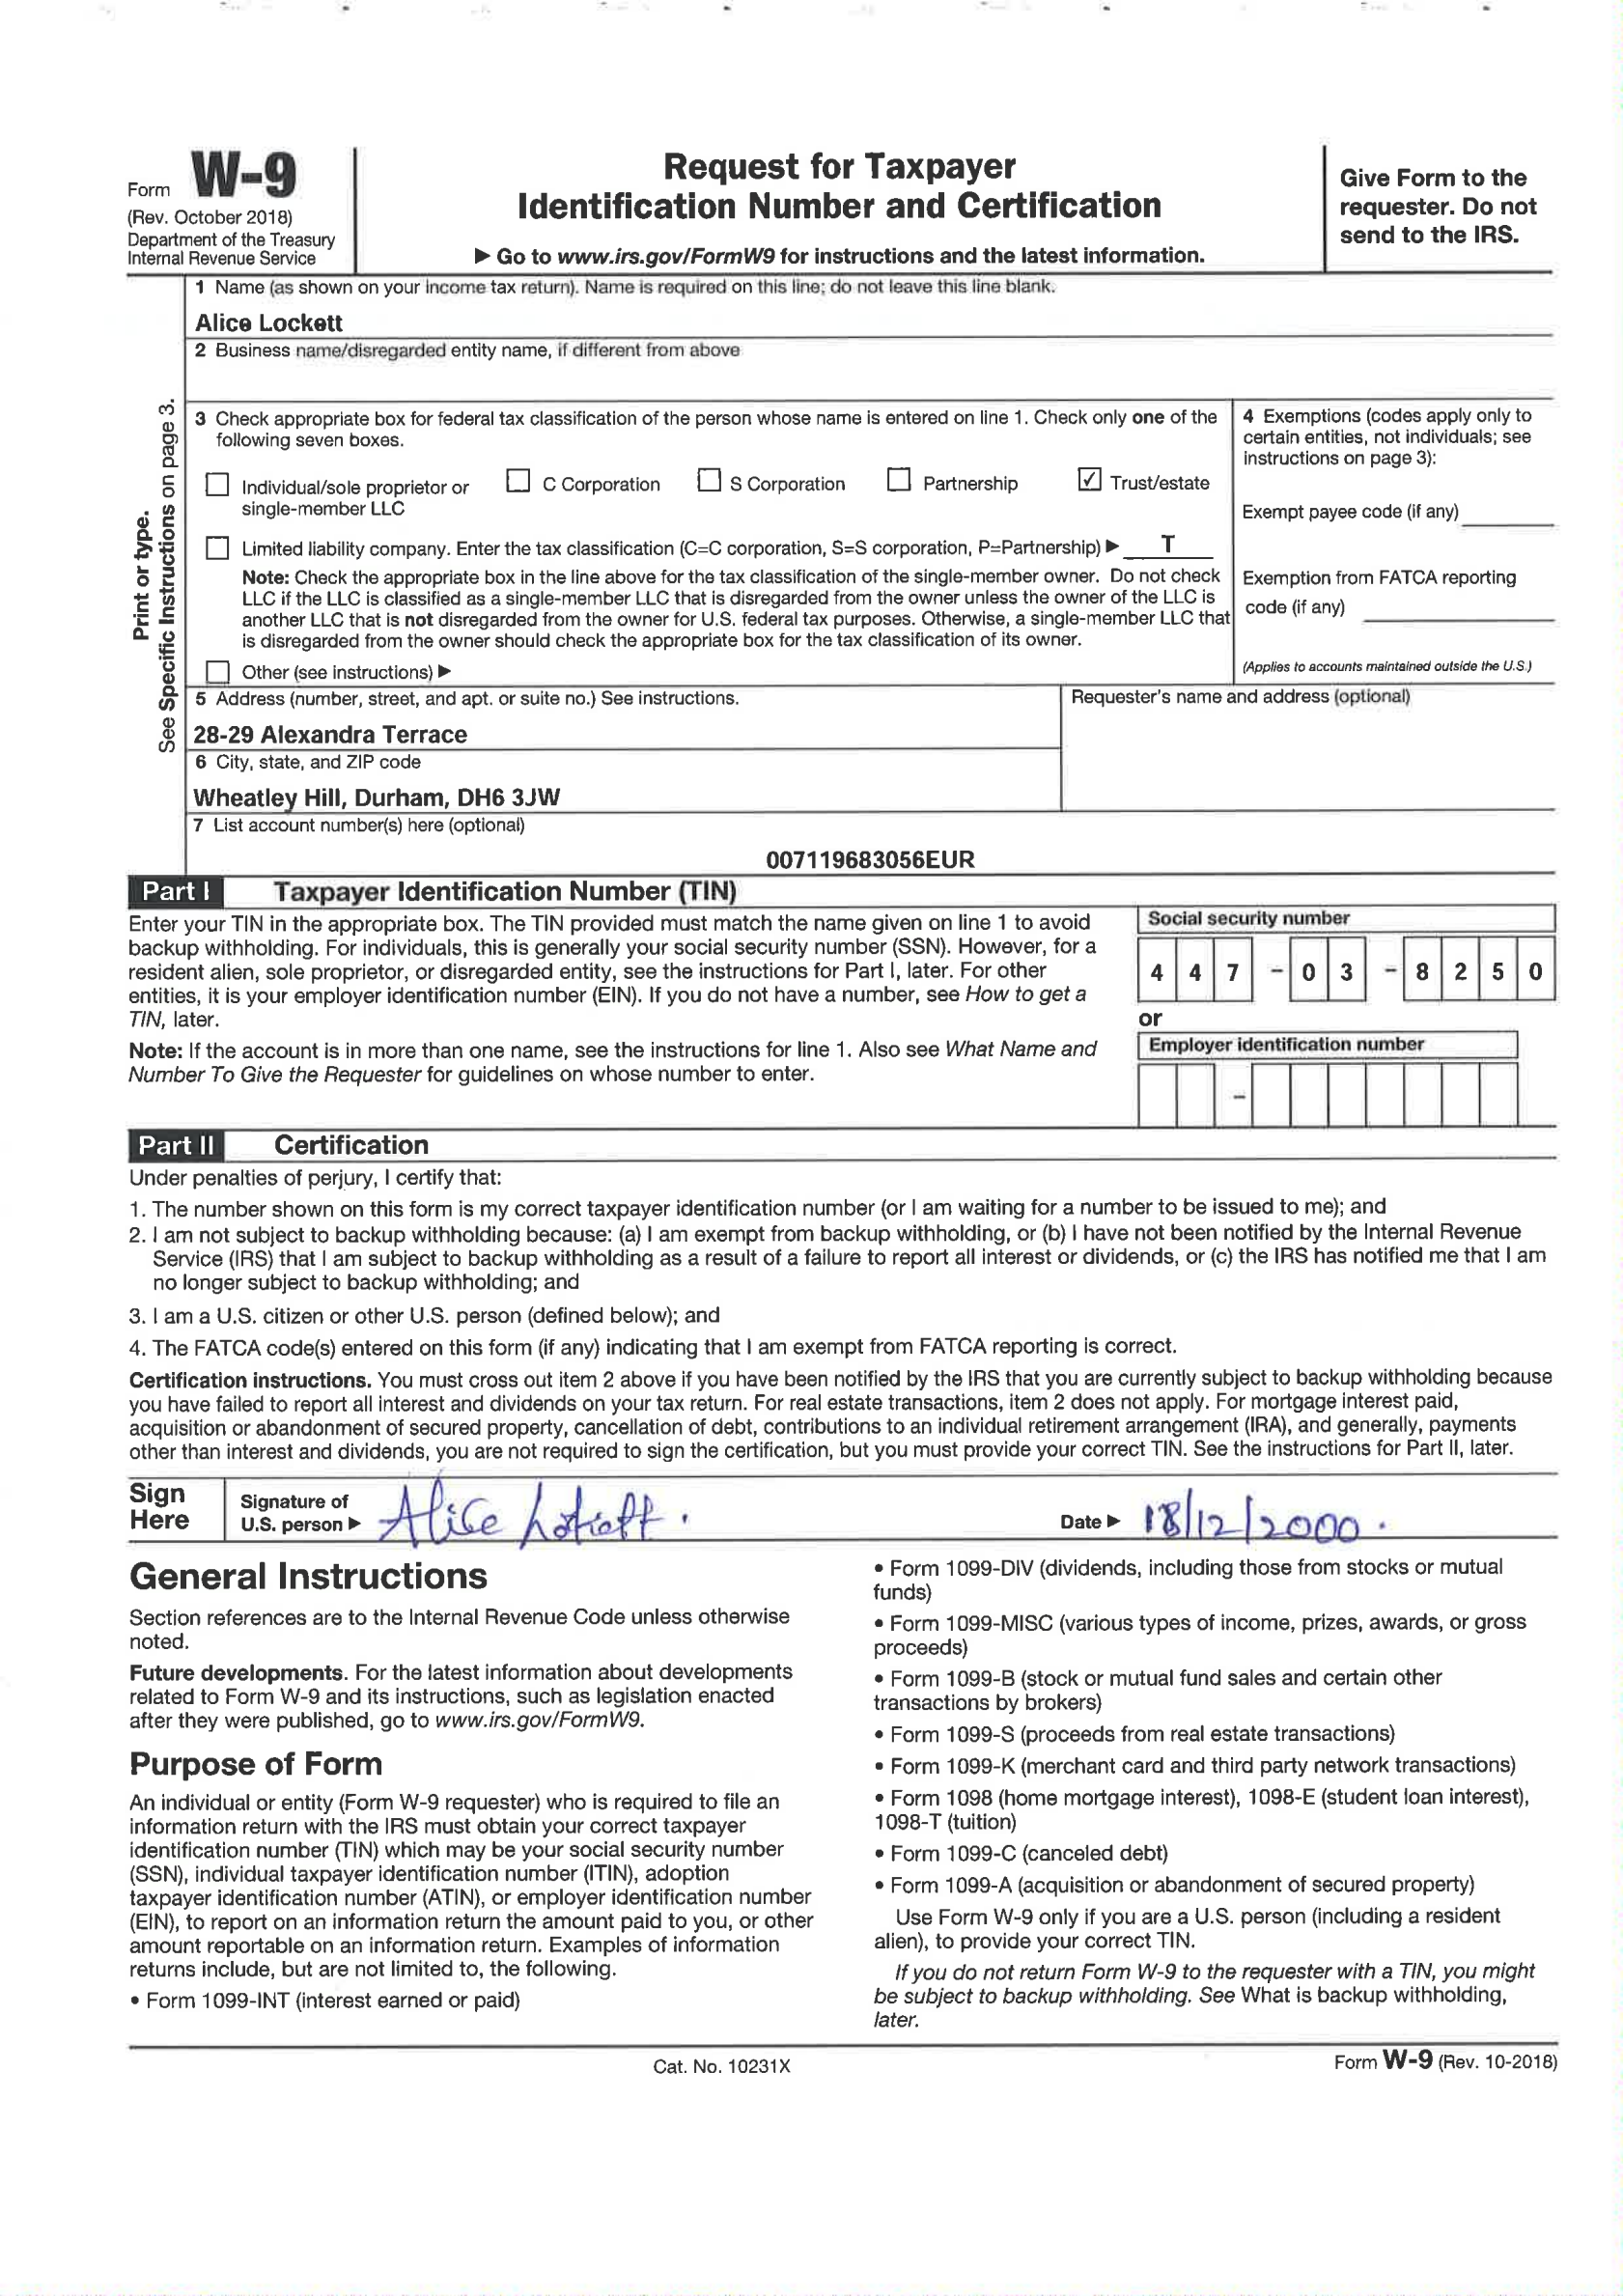 Form W-9
(Rev. October 2018)
Department of the Treasury
Internal Revenue Service
Request for Taxpayer
Identification Number and Certification
▶ Go to www.irs.gov/FormW9 for instructions and the latest information.
Give Form to the
requester. Do not
send to the IRS.
Print or type.
See Specific Instructions on page 3.
1 Name (as shown on your income tax return). Name is required on this line; do not leave this line blank.
Alice Lockett
2 Business name/disregarded entity name, if different from above
3 Check appropriate box for federal tax classification of the person whose name is entered on line 1. Check only one of the
following seven boxes.
☐ Individual/sole proprietor or
single-member LLC
☐ C Corporation
☐ S Corporation
☐ Partnership
☑ Trust/estate
☐ Limited liability company. Enter the tax classification (C=C corporation, S=S corporation, P=Partnership) ▶ T
Note: Check the appropriate box in the line above for the tax classification of the single-member owner. Do not check
LLC if the LLC is classified as a single-member LLC that is disregarded from the owner unless the owner of the LLC is
another LLC that is not disregarded from the owner for U.S. federal tax purposes. Otherwise, a single-member LLC that
is disregarded from the owner should check the appropriate box for the tax classification of its owner.
☐ Other (see instructions) ▶
4 Exemptions (codes apply only to
certain entities, not individuals; see
instructions on page 3):
Exempt payee code (if any)
Exemption from FATCA reporting
code (if any)
(Applies to accounts maintained outside the U.S.)
5 Address (number, street, and apt. or suite no.) See instructions.
28-29 Alexandra Terrace
6 City, state, and ZIP code
Wheatley Hill, Durham, DH6 3JW
Requester's name and address (optional)
7 List account number(s) here (optional)
007119683056EUR
Part I Taxpayer Identification Number (TIN)
Enter your TIN in the appropriate box. The TIN provided must match the name given on line 1 to avoid
backup withholding. For individuals, this is generally your social security number (SSN). However, for a
resident alien, sole proprietor, or disregarded entity, see the instructions for Part I, later. For other
entities, it is your employer identification number (EIN). If you do not have a number, see How to get a
TIN, later.
Note: If the account is in more than one name, see the instructions for line 1. Also see What Name and
Number To Give the Requester for guidelines on whose number to enter.
Social security number
4 4 7 - 0 3 - 8 2 5 0
or
Employer identification number
-
Part II Certification
Under penalties of perjury, I certify that:
1. The number shown on this form is my correct taxpayer identification number (or I am waiting for a number to be issued to me); and
2. I am not subject to backup withholding because: (a) I am exempt from backup withholding, or (b) I have not been notified by the Internal Revenue
Service (IRS) that I am subject to backup withholding as a result of a failure to report all interest or dividends, or (c) the IRS has notified me that I am
no longer subject to backup withholding; and
3. I am a U.S. citizen or other U.S. person (defined below); and
4. The FATCA code(s) entered on this form (if any) indicating that I am exempt from FATCA reporting is correct.
Certification instructions. You must cross out item 2 above if you have been notified by the IRS that you are currently subject to backup withholding because
you have failed to report all interest and dividends on your tax return. For real estate transactions, item 2 does not apply. For mortgage interest paid,
acquisition or abandonment of secured property, cancellation of debt, contributions to an individual retirement arrangement (IRA), and generally, payments
other than interest and dividends, you are not required to sign the certification, but you must provide your correct TIN. See the instructions for Part II, later.
Sign
Here
Signature of
U.S. person ▶ Alice
Date ▶ 18/12/2000.
General Instructions
Section references are to the Internal Revenue Code unless otherwise
noted.
Future developments. For the latest information about developments
related to Form W-9 and its instructions, such as legislation enacted
after they were published, go to www.irs.gov/FormW9.
Purpose of Form
An individual or entity (Form W-9 requester) who is required to file an
information return with the IRS must obtain your correct taxpayer
identification number (TIN) which may be your social security number
(SSN), individual taxpayer identification number (ITIN), adoption
taxpayer identification number (ATIN), or employer identification number
(EIN), to report on an information return the amount paid to you, or other
amount reportable on an information return. Examples of information
returns include, but are not limited to, the following.
• Form 1099-INT (interest earned or paid)
• Form 1099-DIV (dividends, including those from stocks or mutual
funds)
• Form 1099-MISC (various types of income, prizes, awards, or gross
proceeds)
• Form 1099-B (stock or mutual fund sales and certain other
transactions by brokers)
• Form 1099-S (proceeds from real estate transactions)
• Form 1099-K (merchant card and third party network transactions)
• Form 1098 (home mortgage interest), 1098-E (student loan interest),
1098-T (tuition)
• Form 1099-C (canceled debt)
• Form 1099-A (acquisition or abandonment of secured property)
Use Form W-9 only if you are a U.S. person (including a resident
alien), to provide your correct TIN.
If you do not return Form W-9 to the requester with a TIN, you might
be subject to backup withholding. See What is backup withholding,
later.
Cat. No. 10231X
Form W-9 (Rev. 10-2018)